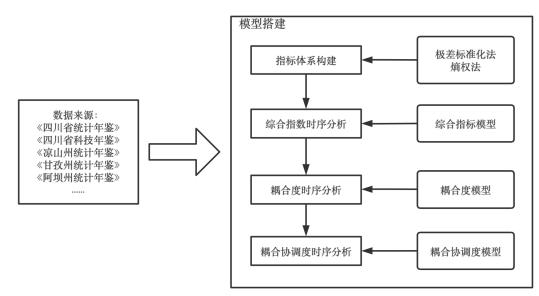 数据来源：
《四川省统计年鉴》
《四川省科技年鉴》
《凉山州统计年鉴》
《甘孜州统计年鉴》
《阿坝州统计年鉴》
……
模型搭建
指标体系构建
极差标准化法
熵权法
综合指数时序分析
综合指标模型
耦合度时序分析
耦合度模型
耦合协调度时序分析
耦合协调度模型